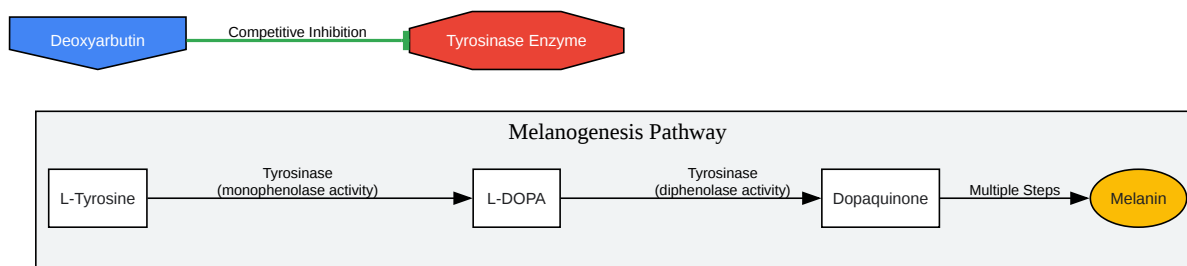 Deoxyarbutin
Competitive Inhibition
Tyrosinase Enzyme
Melanogenesis Pathway
L-Tyrosine
Tyrosinase
(monophenolase activity)
L-DOPA
Tyrosinase
(diphenolase activity)
Dopaquinone
Multiple Steps
Melanin